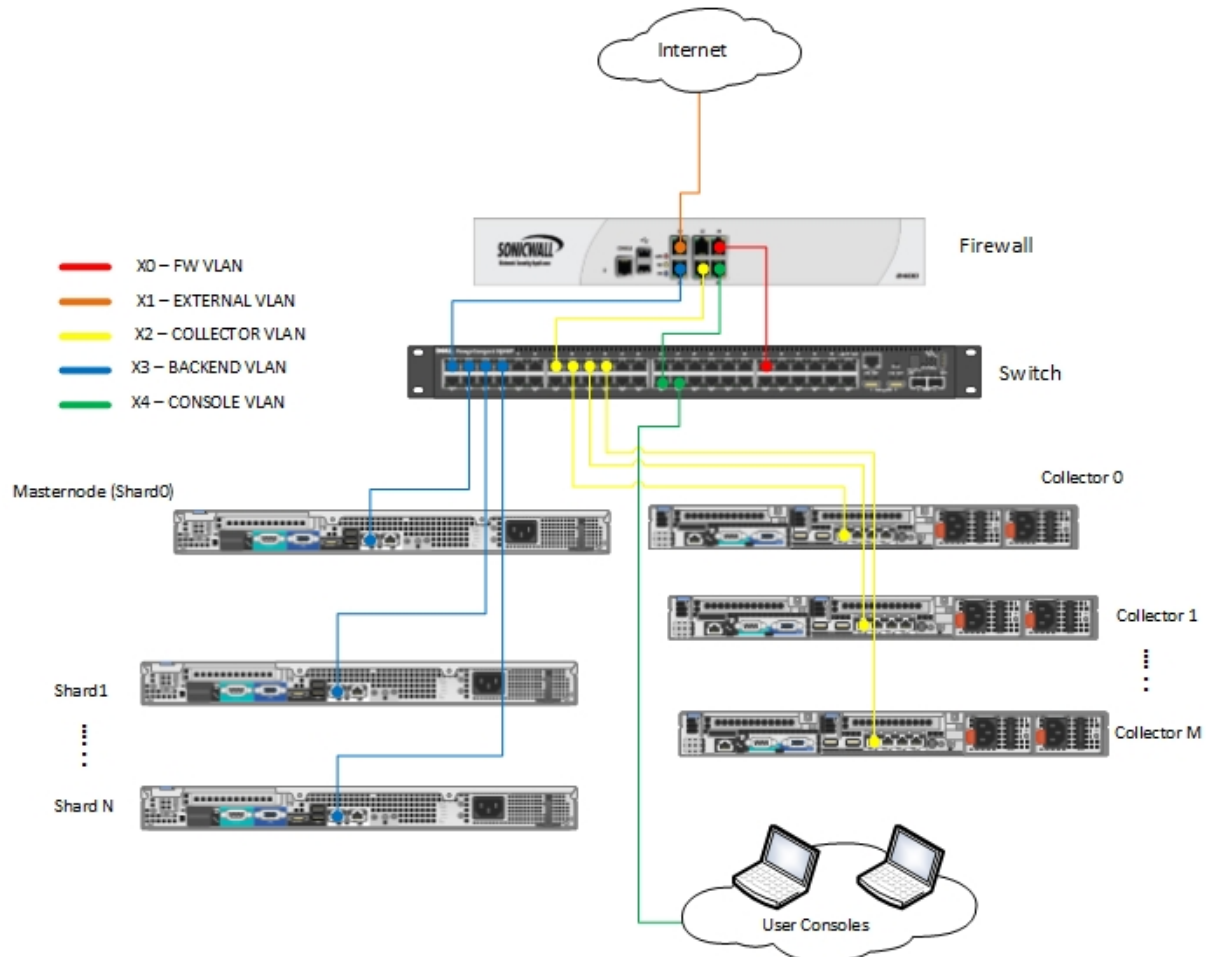 Internet
SONICWALL
Firewall
X0 – FW VLAN
X1 – EXTERNAL VLAN
X2 – COLLECTOR VLAN
X3 – BACKEND VLAN
X4 – CONSOLE VLAN
Switch
Masternode (Shard0)
Collector 0
Collector 1
Shard1
Collector M
Shard N
User Consoles